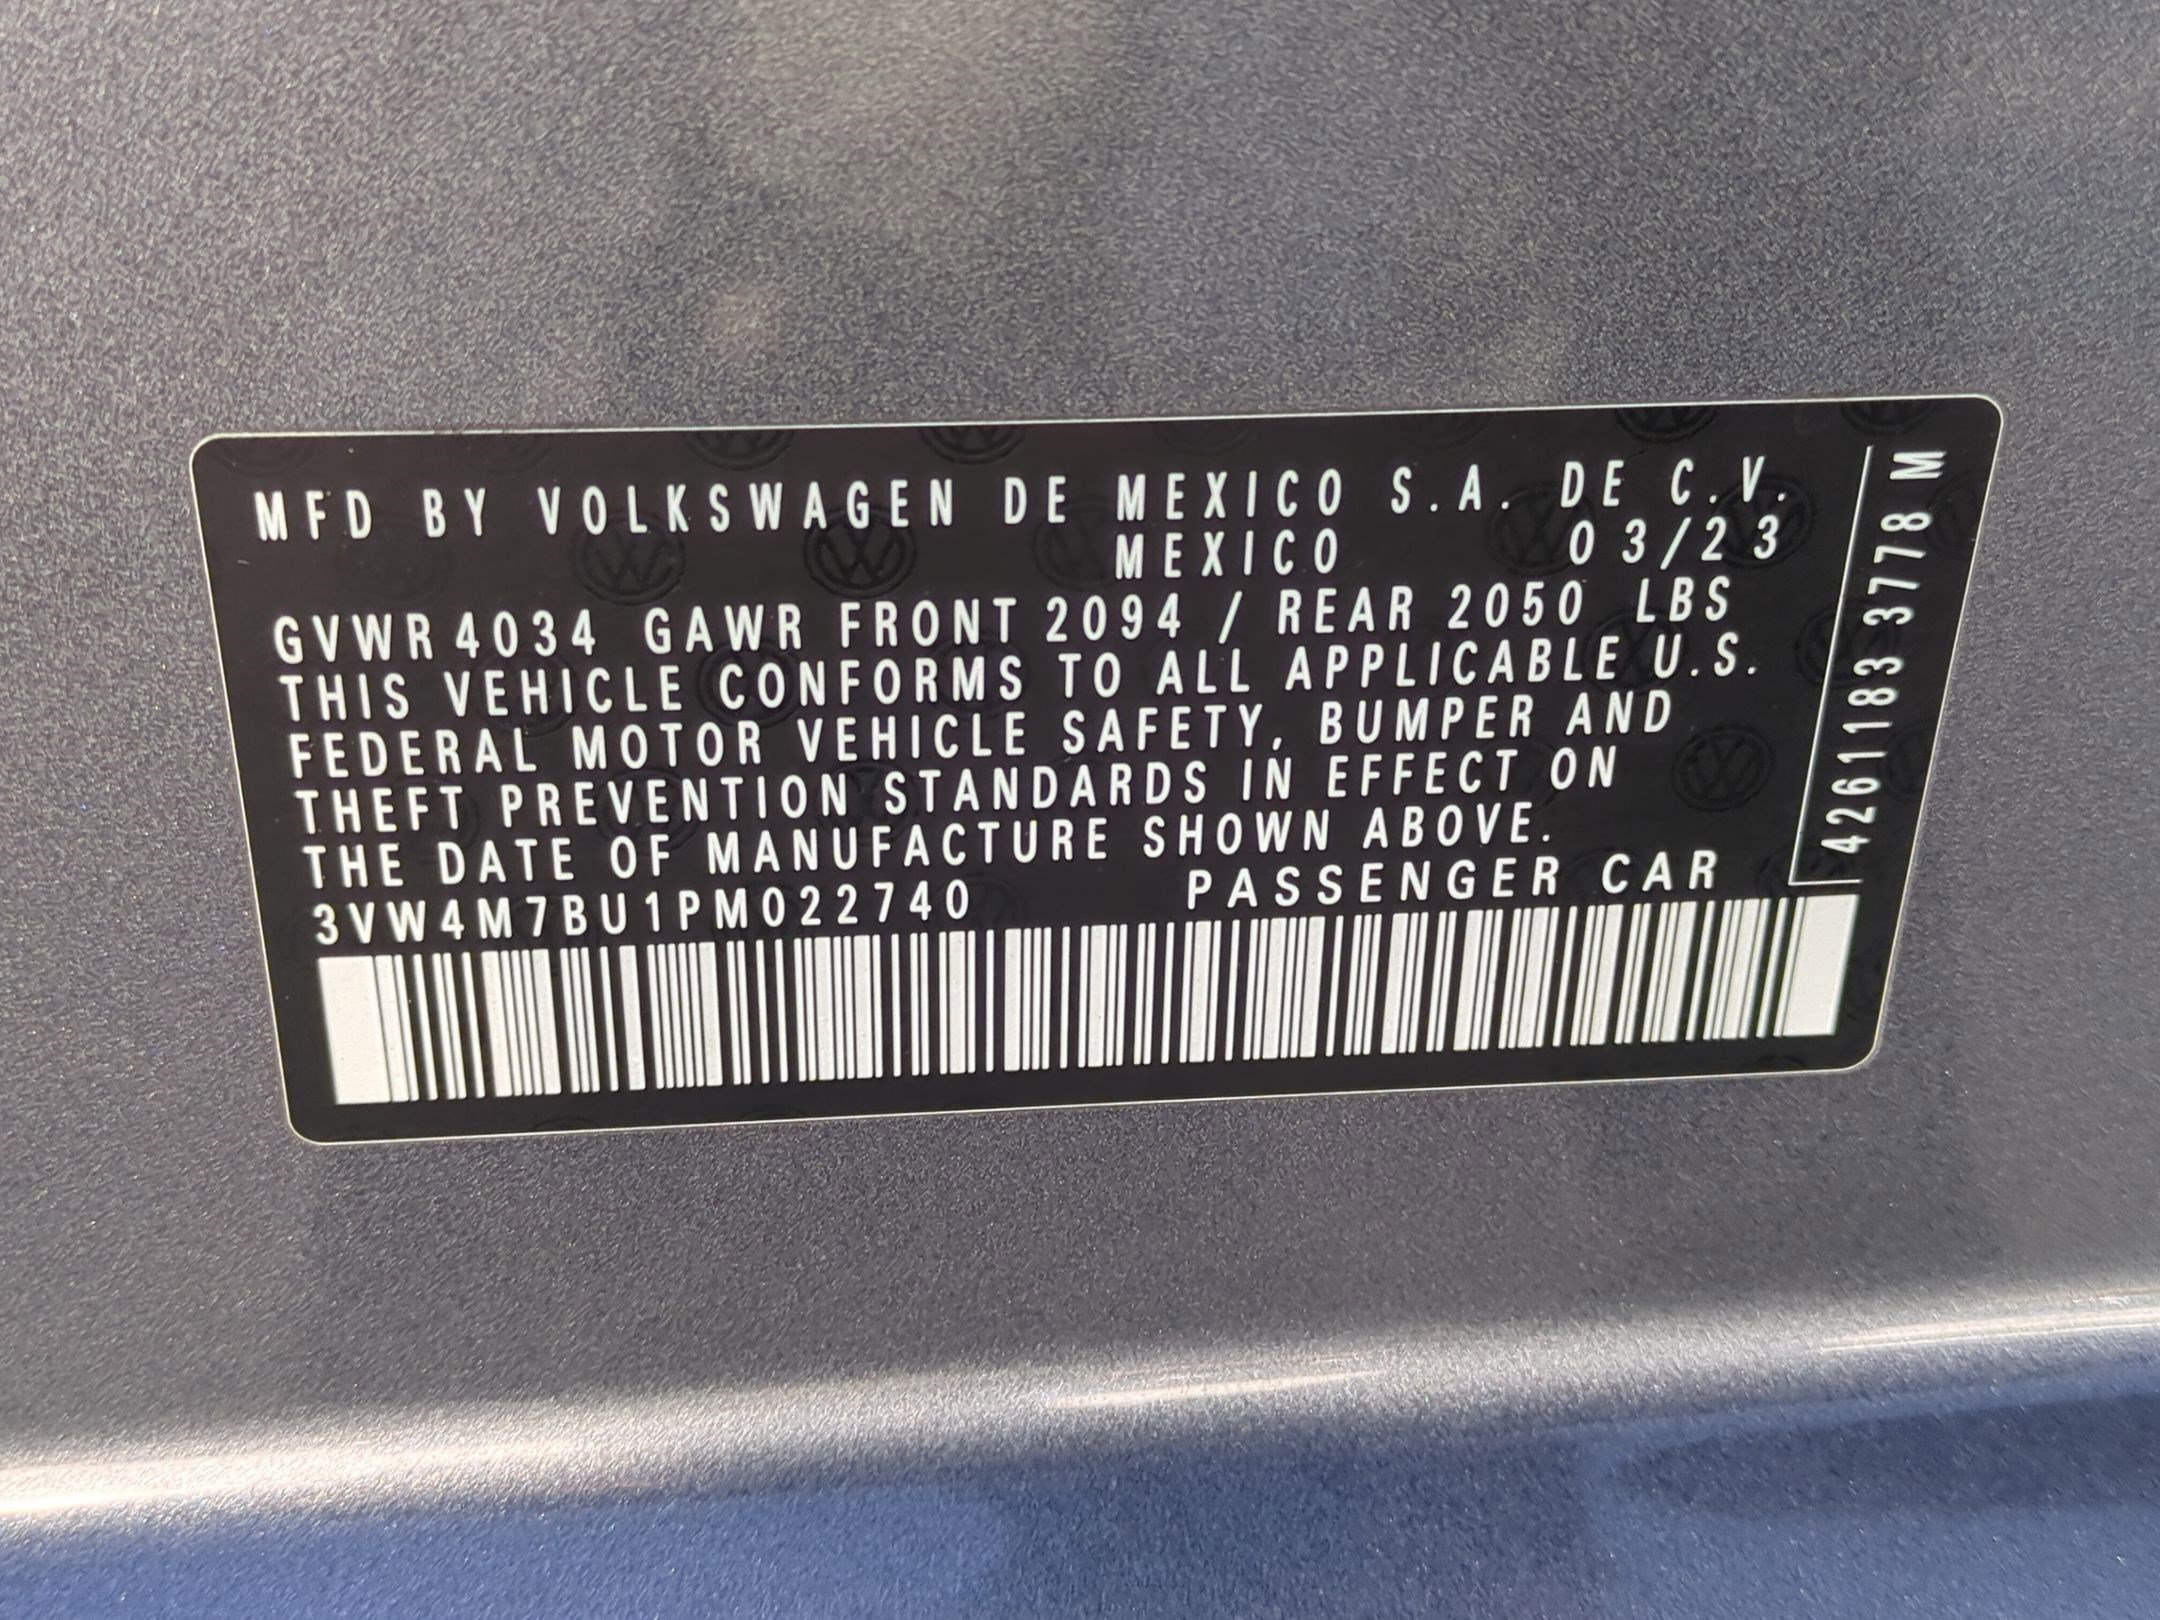 MFD BY VOLKSWAGEN DE MEXICO S.A. DE C.V.
MEXICO 03/23
GVWR 4034 GAWR FRONT 2094 / REAR 2050 LBS
THIS VEHICLE CONFORMS TO ALL APPLICABLE U.S.
FEDERAL MOTOR VEHICLE SAFETY, BUMPER AND
THEFT PREVENTION STANDARDS IN EFFECT ON
THE DATE OF MANUFACTURE SHOWN ABOVE.
3VW4M7BU1PM022740 PASSENGER CAR
4261183 3778 M